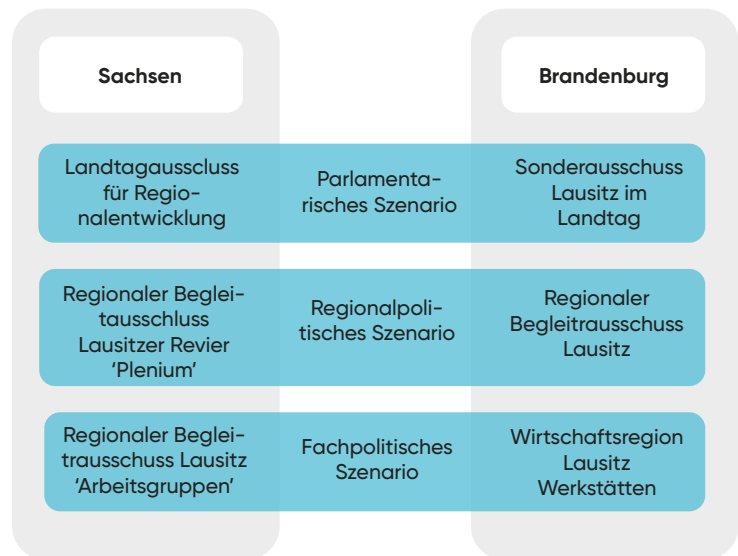 Sachsen
Brandenburg
Landtagausscluss
für Regio-
nalentwicklung
Parlamenta-
risches Szenario
Sonderausschuss
Lausitz im
Landtag
Regionaler Beglei-
tausschluss
Lausitzer Revier
‘Plenium’
Regionalpoli-
tisches Szenario
Regionaler
Begleitrausschuss
Lausitz
Regionaler Beglei-
trausschuss Lausitz
‘Arbeitsgruppen’
Fachpolitisches
Szenario
Wirtschaftsregion
Lausitz
Werkstätten